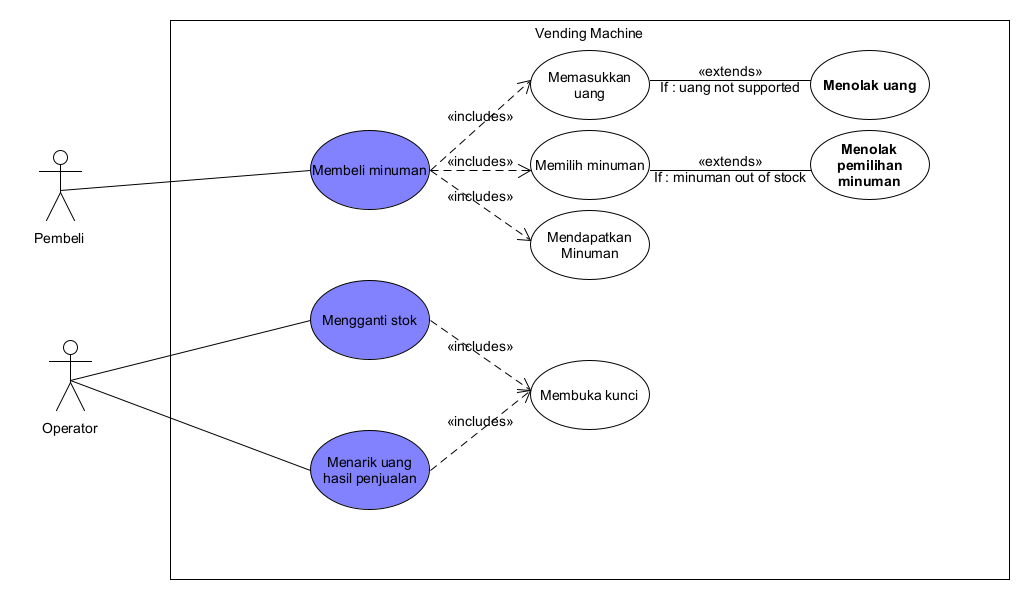 Vending Machine
Memasukkan
uang
«extends»
If : uang not supported
Menolak uang
«includes»
Membeli minuman
«includes»
Memilih minuman
«extends»
If : minuman out of stock
Menolak
pemilihan
minuman
«includes»
Mendapatkan
Minuman
Pembeli
Mengganti stok
«includes»
Membuka kunci
«includes»
Operator
Menarik uang
hasil penjualan